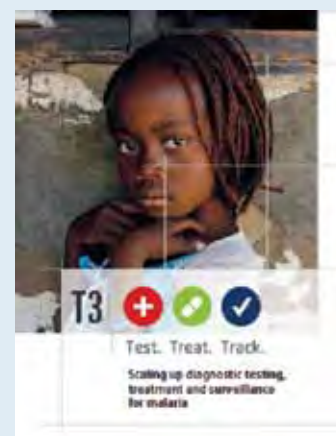 T3
Test. Treat. Track.
Scaling up diagnostic testing,
treatment and surveillance
for malaria